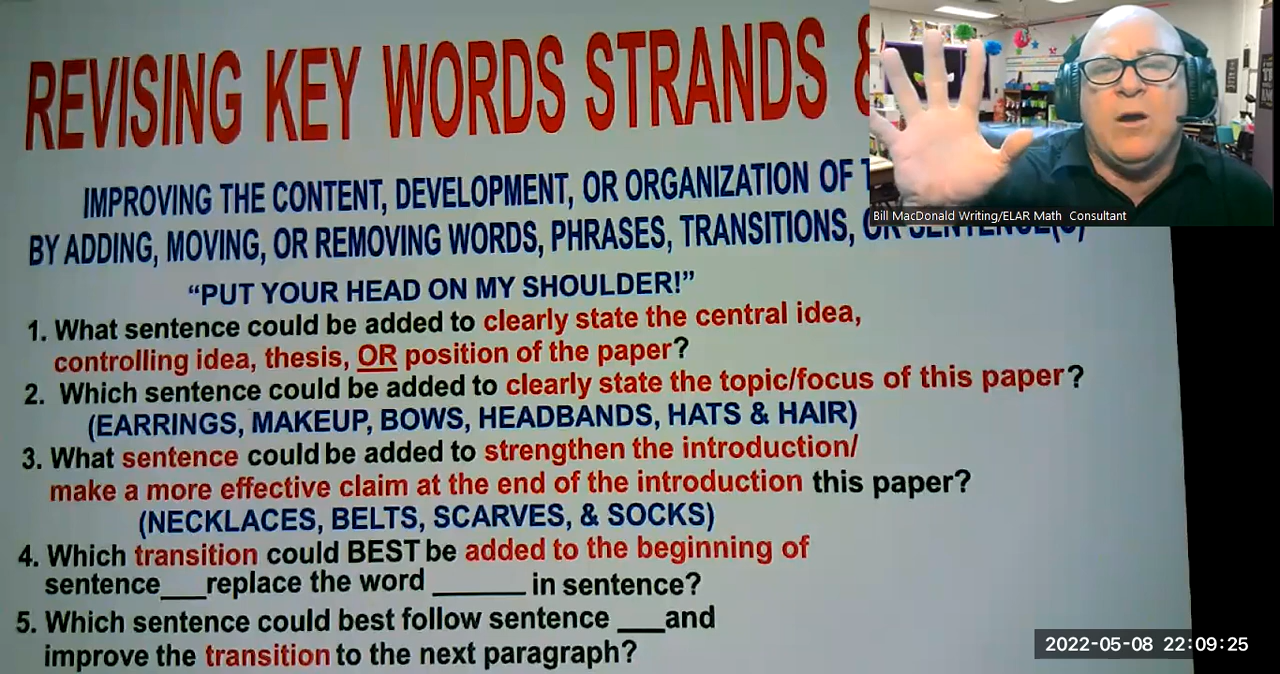 REVISING KEY WORDS STRANDS &
IMPROVING THE CONTENT, DEVELOPMENT, OR ORGANIZATION OF
BY ADDING, MOVING, OR REMOVING WORDS, PHRASES, TRANSITIONS, OR SENTENCE(S)
“PUT YOUR HEAD ON MY SHOULDER!”
1. What sentence could be added to clearly state the central idea,
controlling idea, thesis, OR position of the paper?
2. Which sentence could be added to clearly state the topic/focus of this paper?
(EARRINGS, MAKEUP, BOWS, HEADBANDS, HATS & HAIR)
3. What sentence could be added to strengthen the introduction/
make a more effective claim at the end of the introduction this paper?
(NECKLACES, BELTS, SCARVES, & SOCKS)
4. Which transition could BEST be added to the beginning of
sentence___replace the word ______ in sentence?
5. Which sentence could best follow sentence ___and
improve the transition to the next paragraph?
Bill MacDonald Writing/ELAR Math Consultant
2022-05-08 22:09:25